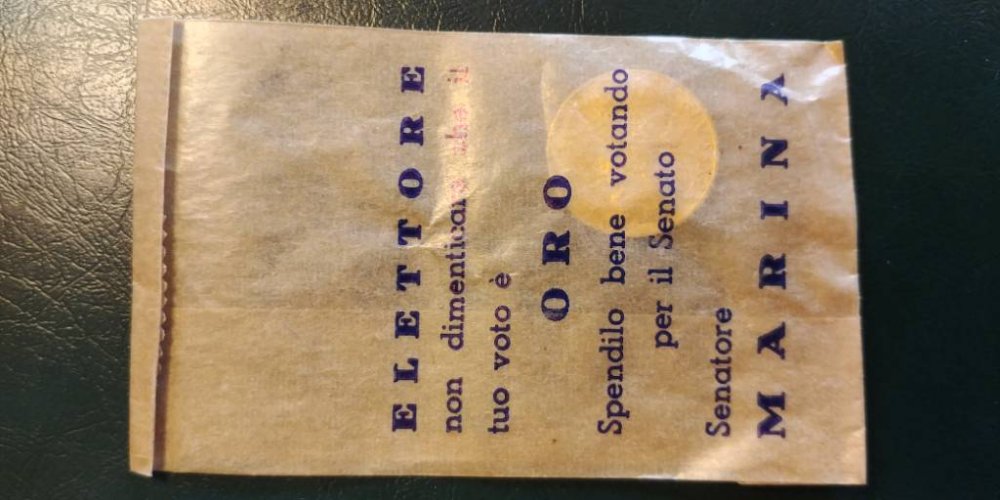 ELETTORE
non dimenticare che il
tuo voto è
ORO
Spendilo bene votando
per il Senato
Senatore
MARINA